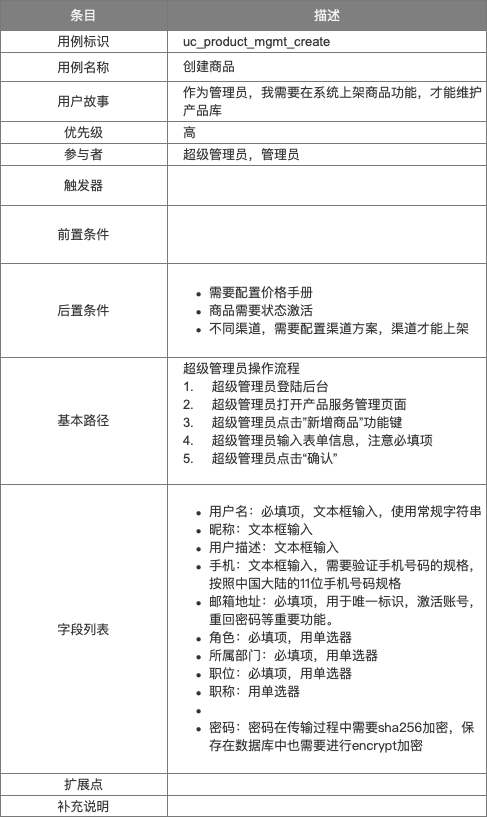 条目 描述
用例标识 uc_product_mgmt_create
用例名称 创建商品
用户故事 作为管理员，我需要在系统上架商品功能，才能维护
产品库
优先级 高
参与者 超级管理员，管理员
触发器
前置条件
后置条件
• 需要配置价格手册
• 商品需要状态激活
• 不同渠道，需要配置渠道方案，渠道才能上架
基本路径
超级管理员操作流程
1. 超级管理员登陆后台
2. 超级管理员打开产品服务管理页面
3. 超级管理员点击”新增商品”功能键
4. 超级管理员输入表单信息，注意必填项
5. 超级管理员点击“确认”
字段列表
• 用户名：必填项，文本框输入，使用常规字符串
• 昵称：文本框输入
• 用户描述：文本框输入
• 手机：文本框输入，需要验证手机号码的规格，
按照中国大陆的11位手机号码规格
• 邮箱地址：必填项，用于唯一标识，激活账号，
重回密码等重要功能。
• 角色：必填项，用单选器
• 所属部门：必填项，用单选器
• 职位：必填项，用单选器
• 职称：用单选器
•
• 密码：密码在传输过程中需要sha256加密，保
存在数据库中也需要进行encrypt加密
扩展点
补充说明